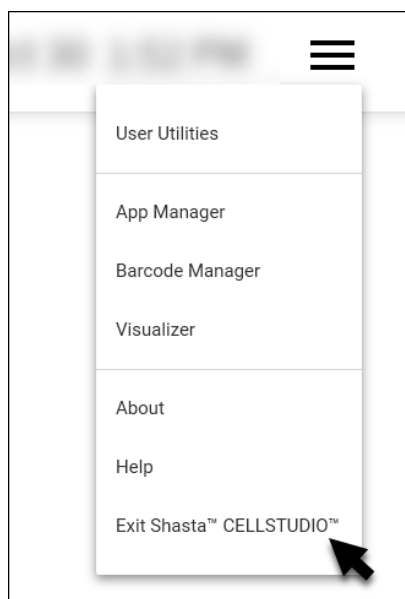 User Utilities
App Manager
Barcode Manager
Visualizer
About
Help
Exit Shasta™ CELLSTUDIO™